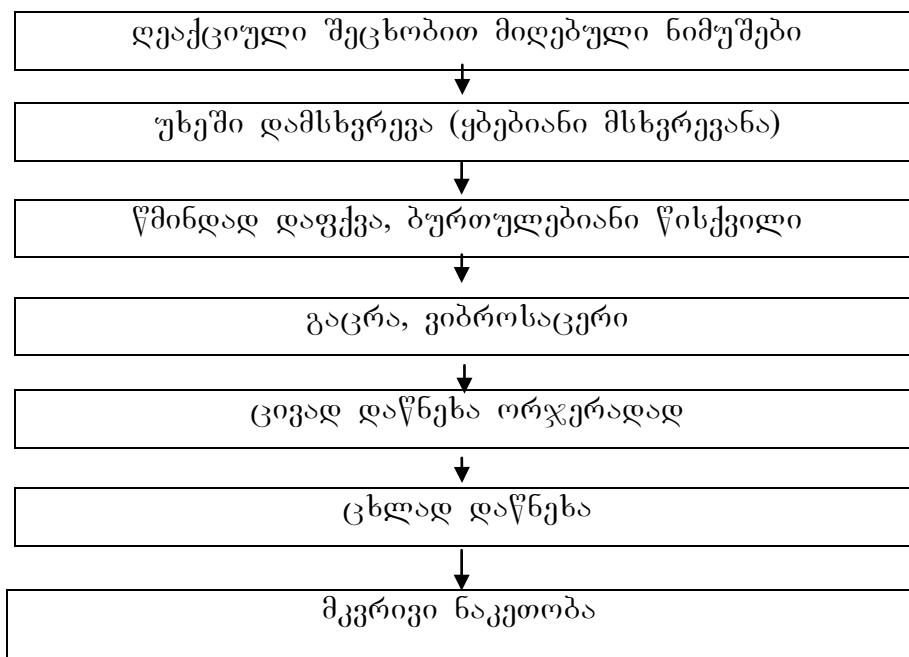 ღეაქციული შეცხობით მიღებული ნიმუშები
უხეში დამსხვრევა (ყბებიანი მსხვრევანა)
წმინდად დაფქვა, ბურთულებიანი წისქვილი
გაცრა, ვიბროსაცერი
ცივად დაწნეხა ორჯერადად
ცხლად დაწნეხა
მკვრივი ნაკეთობა